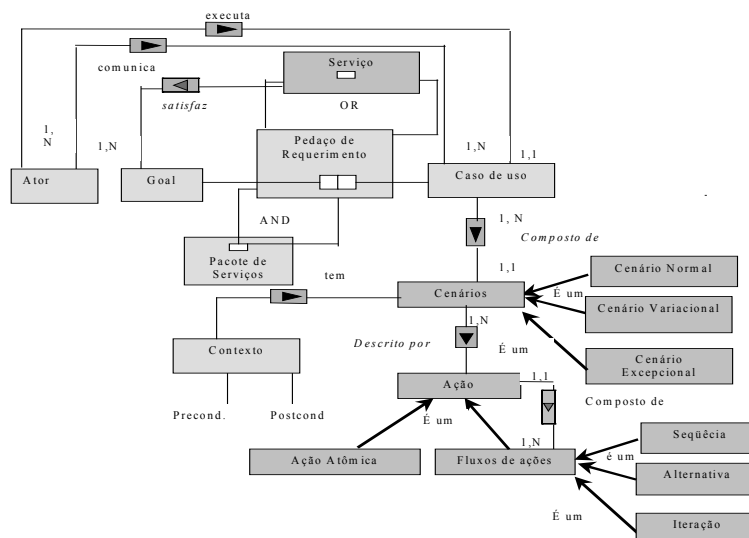 executa
Serviço
comunica
satisfaz
OR
1,
N
1,N
Pedaço de
Requerimento
1,N
1,1
Ator
Goal
Caso de uso
AND
1, N
Composto de
Pacote de
Serviços
tem
1,1
Cenário Normal
Cenários
É um
Cenário Variacional
1,N
Contexto
Descrito por
É um
Cenário
Excepcional
Ação
1,1
Precond.
Postcond
Composto de
É um
1,N
Seqüêcia
Ação Atômica
Fluxos de ações
é um
Alternativa
É um
Iteração